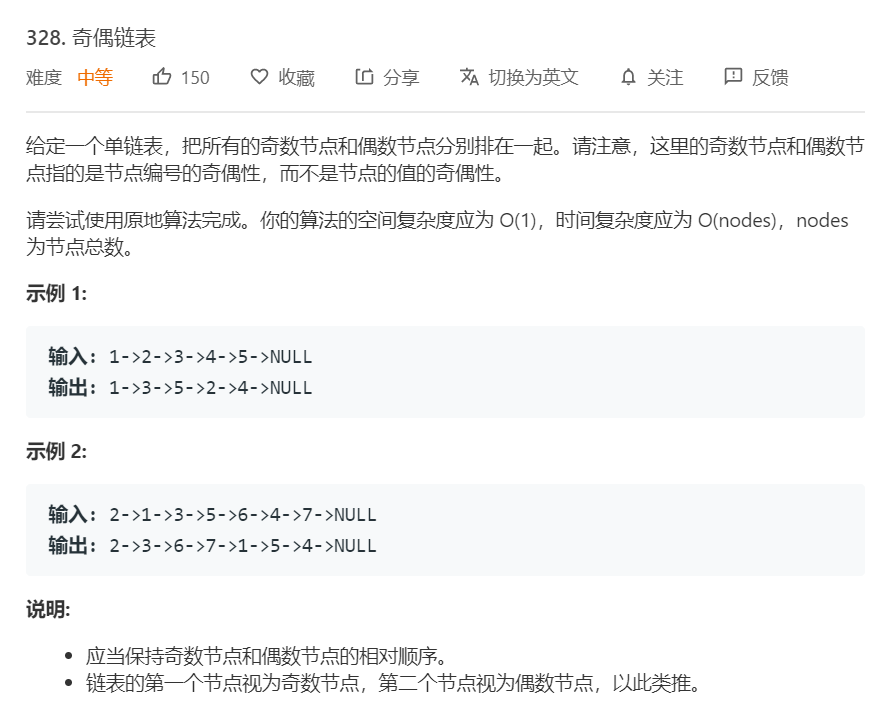 328. 奇偶链表
难度 中等 150 收藏 分享 切换为英文 关注 反馈
给定一个单链表，把所有的奇数节点和偶数节点分别排在一起。请注意，这里的奇数节点和偶数节
点指的是节点编号的奇偶性，而不是节点的值的奇偶性。
请尝试使用原地算法完成。你的算法的空间复杂度应为 O(1)，时间复杂度应为 O(nodes)，nodes
为节点总数。
示例 1:
输入: 1->2->3->4->5->NULL
输出: 1->3->5->2->4->NULL
示例 2:
输入: 2->1->3->5->6->4->7->NULL
输出: 2->3->6->7->1->5->4->NULL
说明:
• 应当保持奇数节点和偶数节点的相对顺序。
• 链表的第一个节点视为奇数节点，第二个节点视为偶数节点，以此类推。